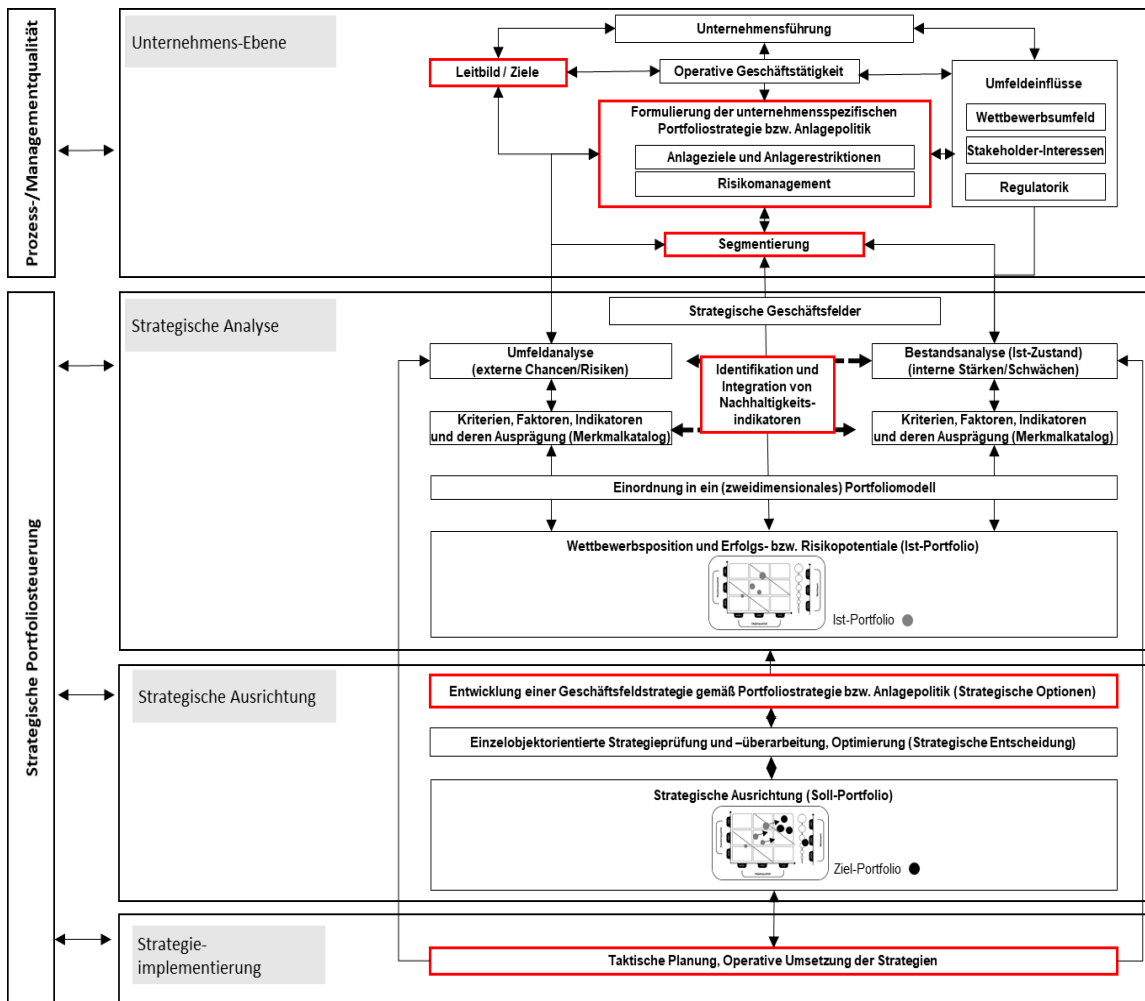 Prozess-/Managementqualität
Unternehmens-Ebene
Unternehmensführung
Leitbild / Ziele
Operative Geschäftstätigkeit
Umfeldeinflüsse
Wettbewerbsumfeld
Stakeholder-Interessen
Regulatorik
Formulierung der unternehmensspezifischen
Portfoliostrategie bzw. Anlagepolitik
Anlageziele und Anlagerestriktionen
Risikomanagement
Segmentierung
Strategische Portfoliosteuerung
Strategische Analyse
Strategische Geschäftsfelder
Umfeldanalyse
(externe Chancen/Risiken)
Identifikation und
Integration von
Nachhaltigkeits-
indikatoren
Bestandsanalyse (Ist-Zustand)
(interne Stärken/Schwächen)
Kriterien, Faktoren, Indikatoren
und deren Ausprägung (Merkmalkatalog)
Kriterien, Faktoren, Indikatoren
und deren Ausprägung (Merkmalkatalog)
Einordnung in ein (zweidimensionales) Portfoliomodell
Wettbewerbsposition und Erfolgs- bzw. Risikopotentiale (Ist-Portfolio)
Ist-Portfolio
Strategische Ausrichtung
Entwicklung einer Geschäftsfeldstrategie gemäß Portfoliostrategie bzw. Anlagepolitik (Strategische Optionen)
Einzelobjektorientierte Strategieprüfung und –überarbeitung, Optimierung (Strategische Entscheidung)
Strategische Ausrichtung (Soll-Portfolio)
Ziel-Portfolio
Strategie-
implementierung
Taktische Planung, Operative Umsetzung der Strategien